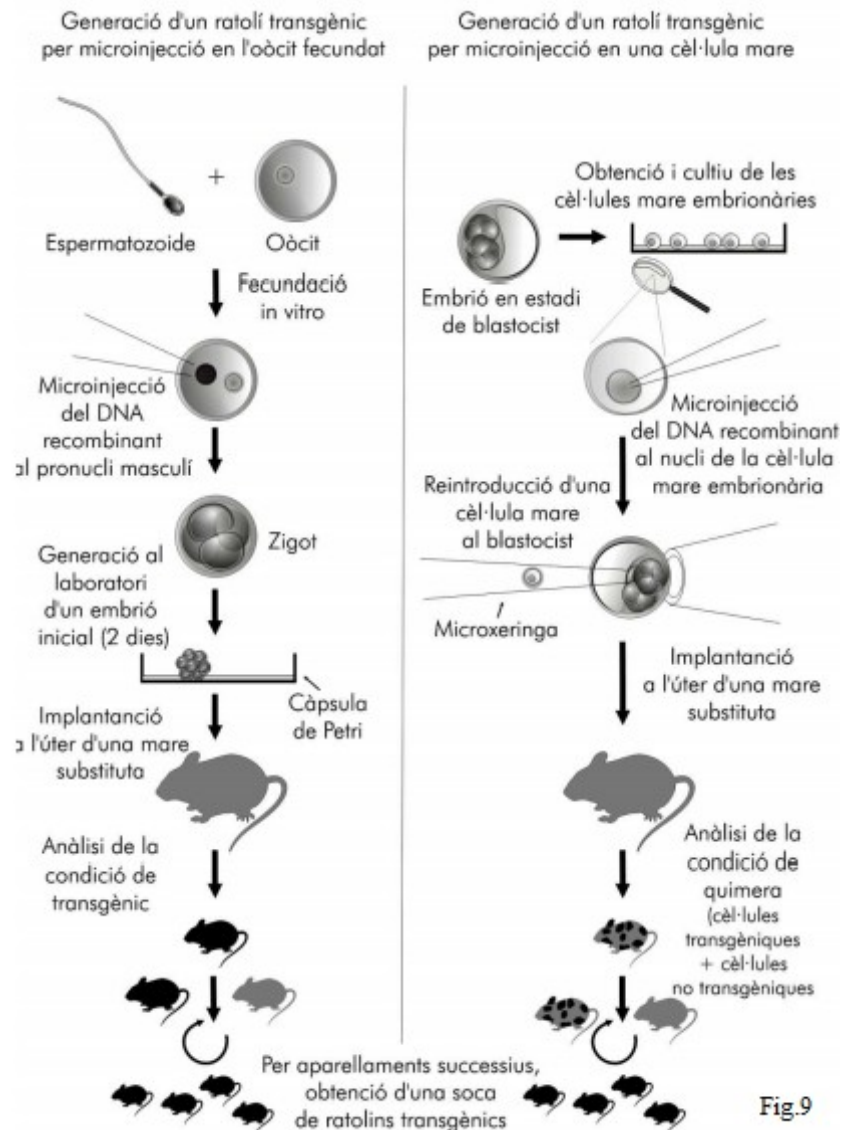 Generació d'un ratolí transgènic
per microinjecció en l'oòcit fecundat
Espermatozoide
+
Oòcit
Fecundació
in vitro
Microinjecció
del DNA
recombinant
al pronucli masculí
Zigot
Generació al
laboratori
d'un embrió
inicial (2 dies)
Càpsula
de Petri
Implantanció
a l'úter d'una mare
substituta
Anàlisi de la
condició de
transgènic
Generació d'un ratolí transgènic
per microinjecció en una cèl·lula mare
Obtenció i cultiu de les
cèl·lules mare embrionàries
Embrió en estadi
de blastocist
Microinjecció
del DNA recombinant
al nucli de la cèl·lula
mare embrionària
Reintroducció d'una
cèl·lula mare
al blastocist
Microxeringa
Implantanció
a l'úter d'una mare
substituta
Anàlisi de la
condició de
quimera
(cèl·lules
transgèniques
+ cèl·lules
no transgèniques
Per aparellaments successius,
obtenció d'una soca
de ratolins transgènics
Fig.9